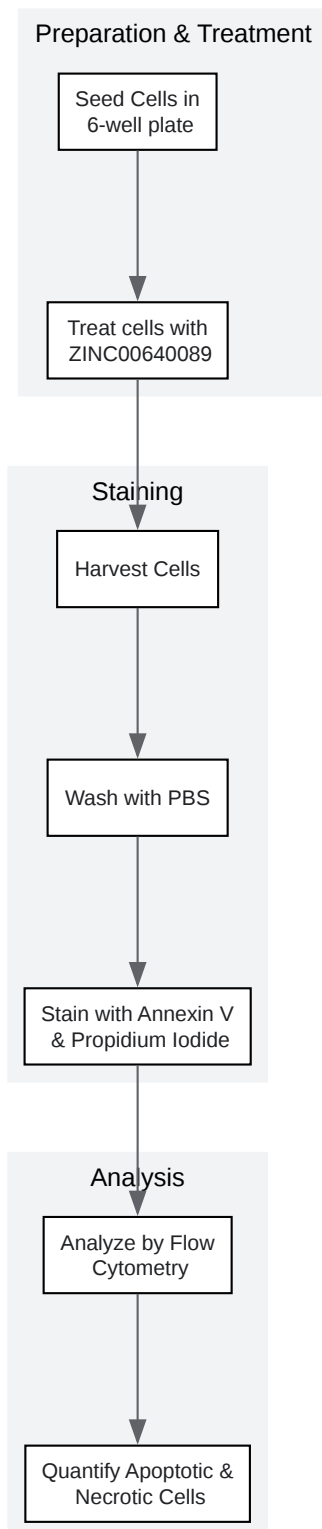 Preparation & Treatment
Seed Cells in
6-well plate
Treat cells with
ZINC00640089
Staining
Harvest Cells
Wash with PBS
Stain with Annexin V
& Propidium Iodide
Analysis
Analyze by Flow
Cytometry
Quantify Apoptotic &
Necrotic Cells